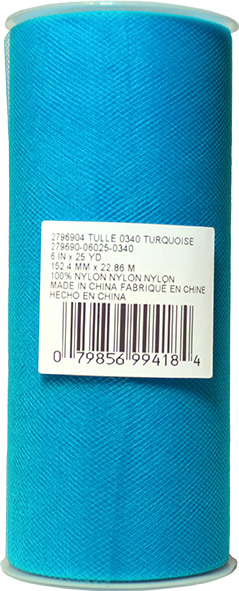 2796904 TULLE 0340 TURQUOISE
279690-06025-0340
6 IN x 25 YD
152.4 MM x 22.86 M
100% NYLON NYLON NYLON
MADE IN CHINA FABRIQUÉ EN CHINE
HECHO EN CHINA
0 79856 99418 4